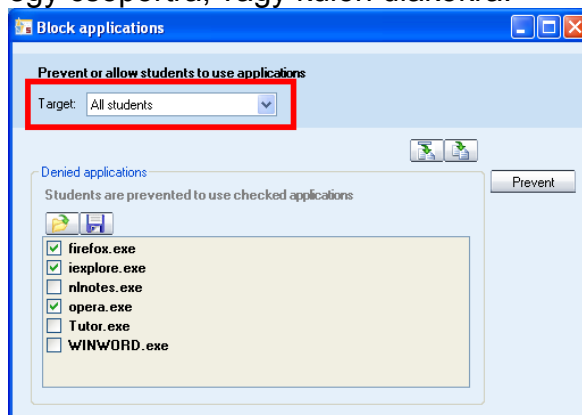 egy csoportra, vagy külön diákokra.
Block applications
Prevent or allow students to use applications
Target: All students
Denied applications
Prevent
Students are prevented to use checked applications
firefox.exe
iexplore.exe
nlnotes.exe
opera.exe
Tutor.exe
WINWORD.exe